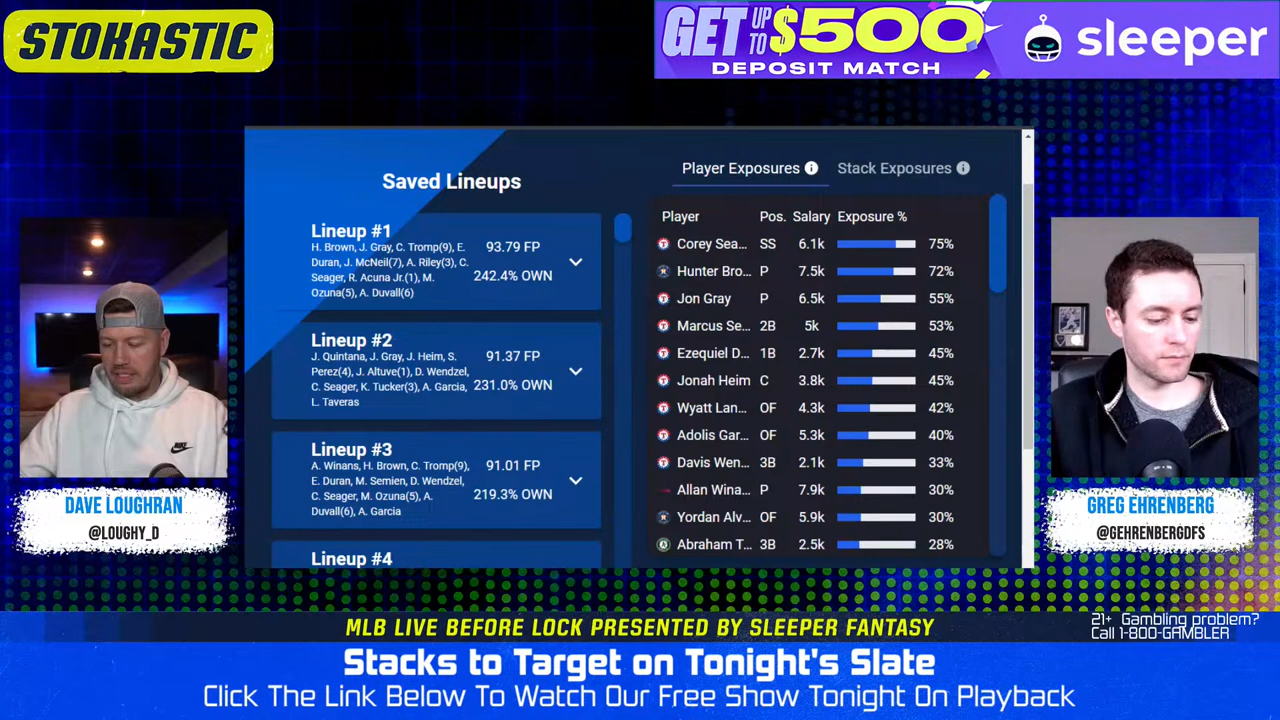 STOKASTIC
GET UP TO $500
DEPOSIT MATCH
sleeper
Saved Lineups
Lineup #1
H. Brown, J. Gray, C. Tromp(9), E.
Duran, J. McNeil(7), A. Riley(3), C.
Seager, R. Acuna Jr.(1), M.
Ozuna(5), A. Duvall(6)
93.79 FP
242.4% OWN
Lineup #2
J. Quintana, J. Gray, J. Heim, S.
Perez(4), J. Altuve(1), D. Wendzel,
C. Seager, K. Tucker(3), A. Garcia,
L. Taveras
91.37 FP
231.0% OWN
Lineup #3
A. Winans, H. Brown, C. Tromp(9),
E. Duran, M. Semien, D. Wendzel,
C. Seager, M. Ozuna(5), A.
Duvall(6), A. Garcia
91.01 FP
219.3% OWN
Lineup #4
Player Exposures
Stack Exposures
Player Pos. Salary Exposure %
Corey Sea... SS 6.1k 75%
Hunter Bro... P 7.5k 72%
Jon Gray P 6.5k 55%
Marcus Se... 2B 5k 53%
Ezequiel D... 1B 2.7k 45%
Jonah Heim C 3.8k 45%
Wyatt Lan... OF 4.3k 42%
Adolis Gar... OF 5.3k 40%
Davis Wen... 3B 2.1k 33%
Allan Wina... P 7.9k 30%
Yordan Alv... OF 5.9k 30%
Abraham T... 3B 2.5k 28%
NIKE
DAVE LOUGHRAN
@LOUGHY_D
GREG EHRENBERG
@GEHRENBERGDFS
MLB LIVE BEFORE LOCK PRESENTED BY SLEEPER FANTASY
21+ Gambling problem?
Call 1-800-GAMBLER
Stacks to Target on Tonight's Slate
Click The Link Below To Watch Our Free Show Tonight On Playback